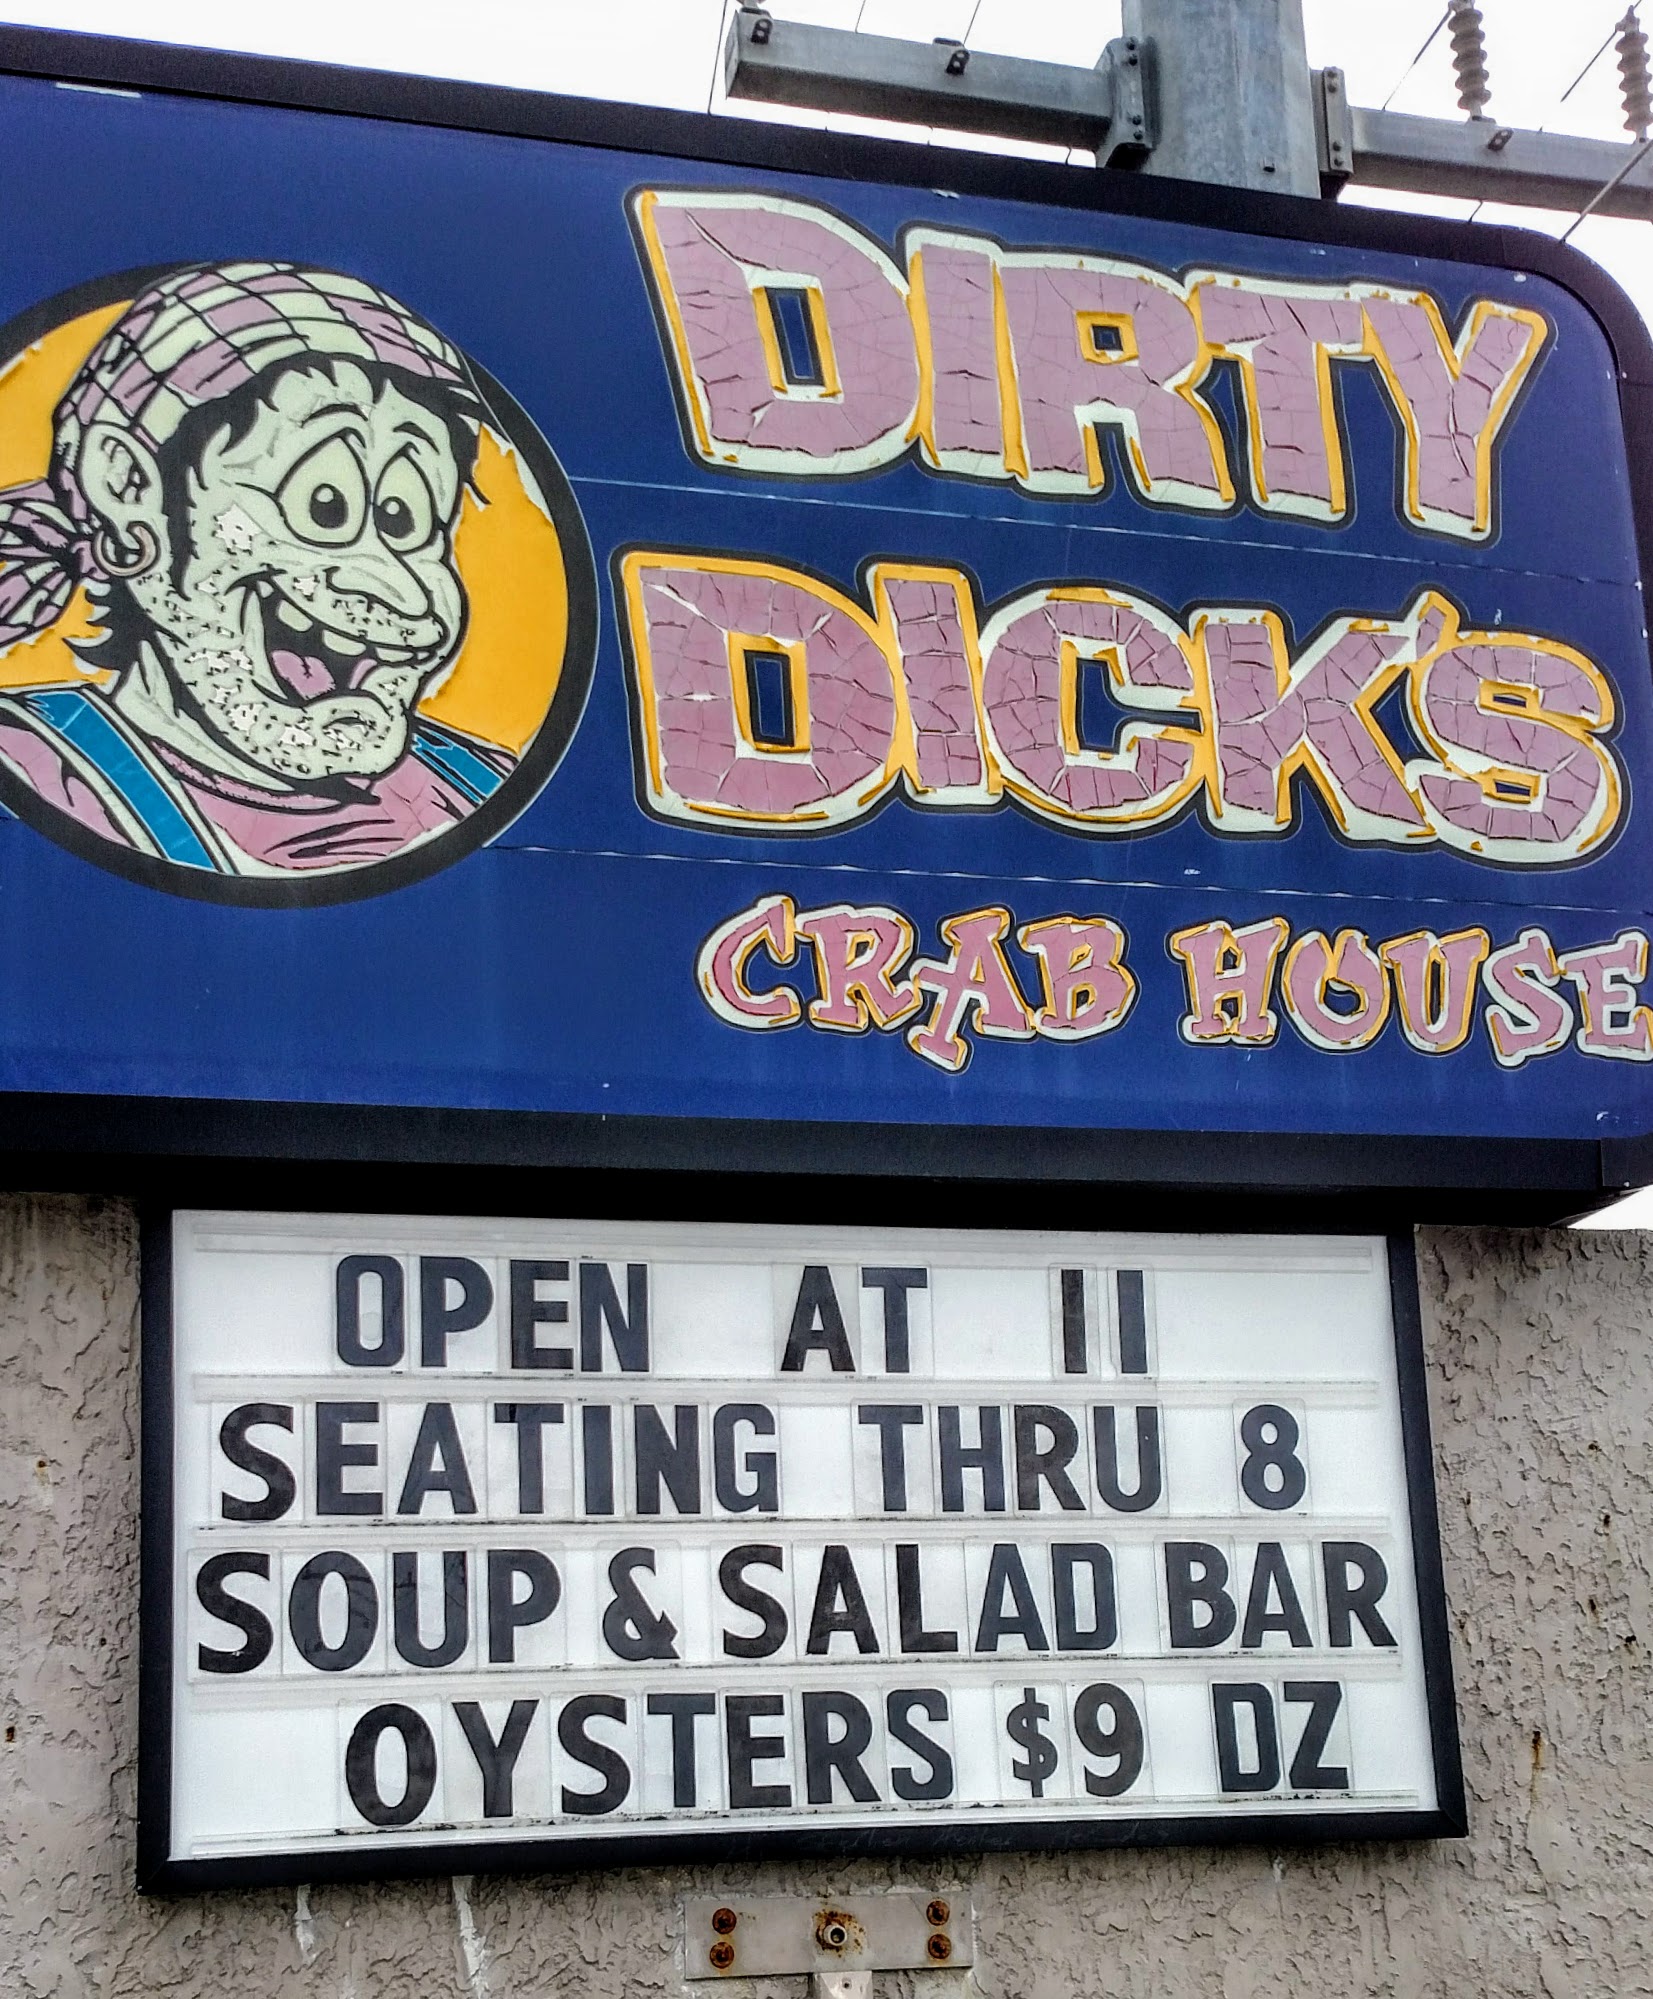 DIRTY
DICK'S
CRAB HOUSE
OPEN AT 11
SEATING THRU 8
SOUP & SALAD BAR
OYSTERS $9 DZ